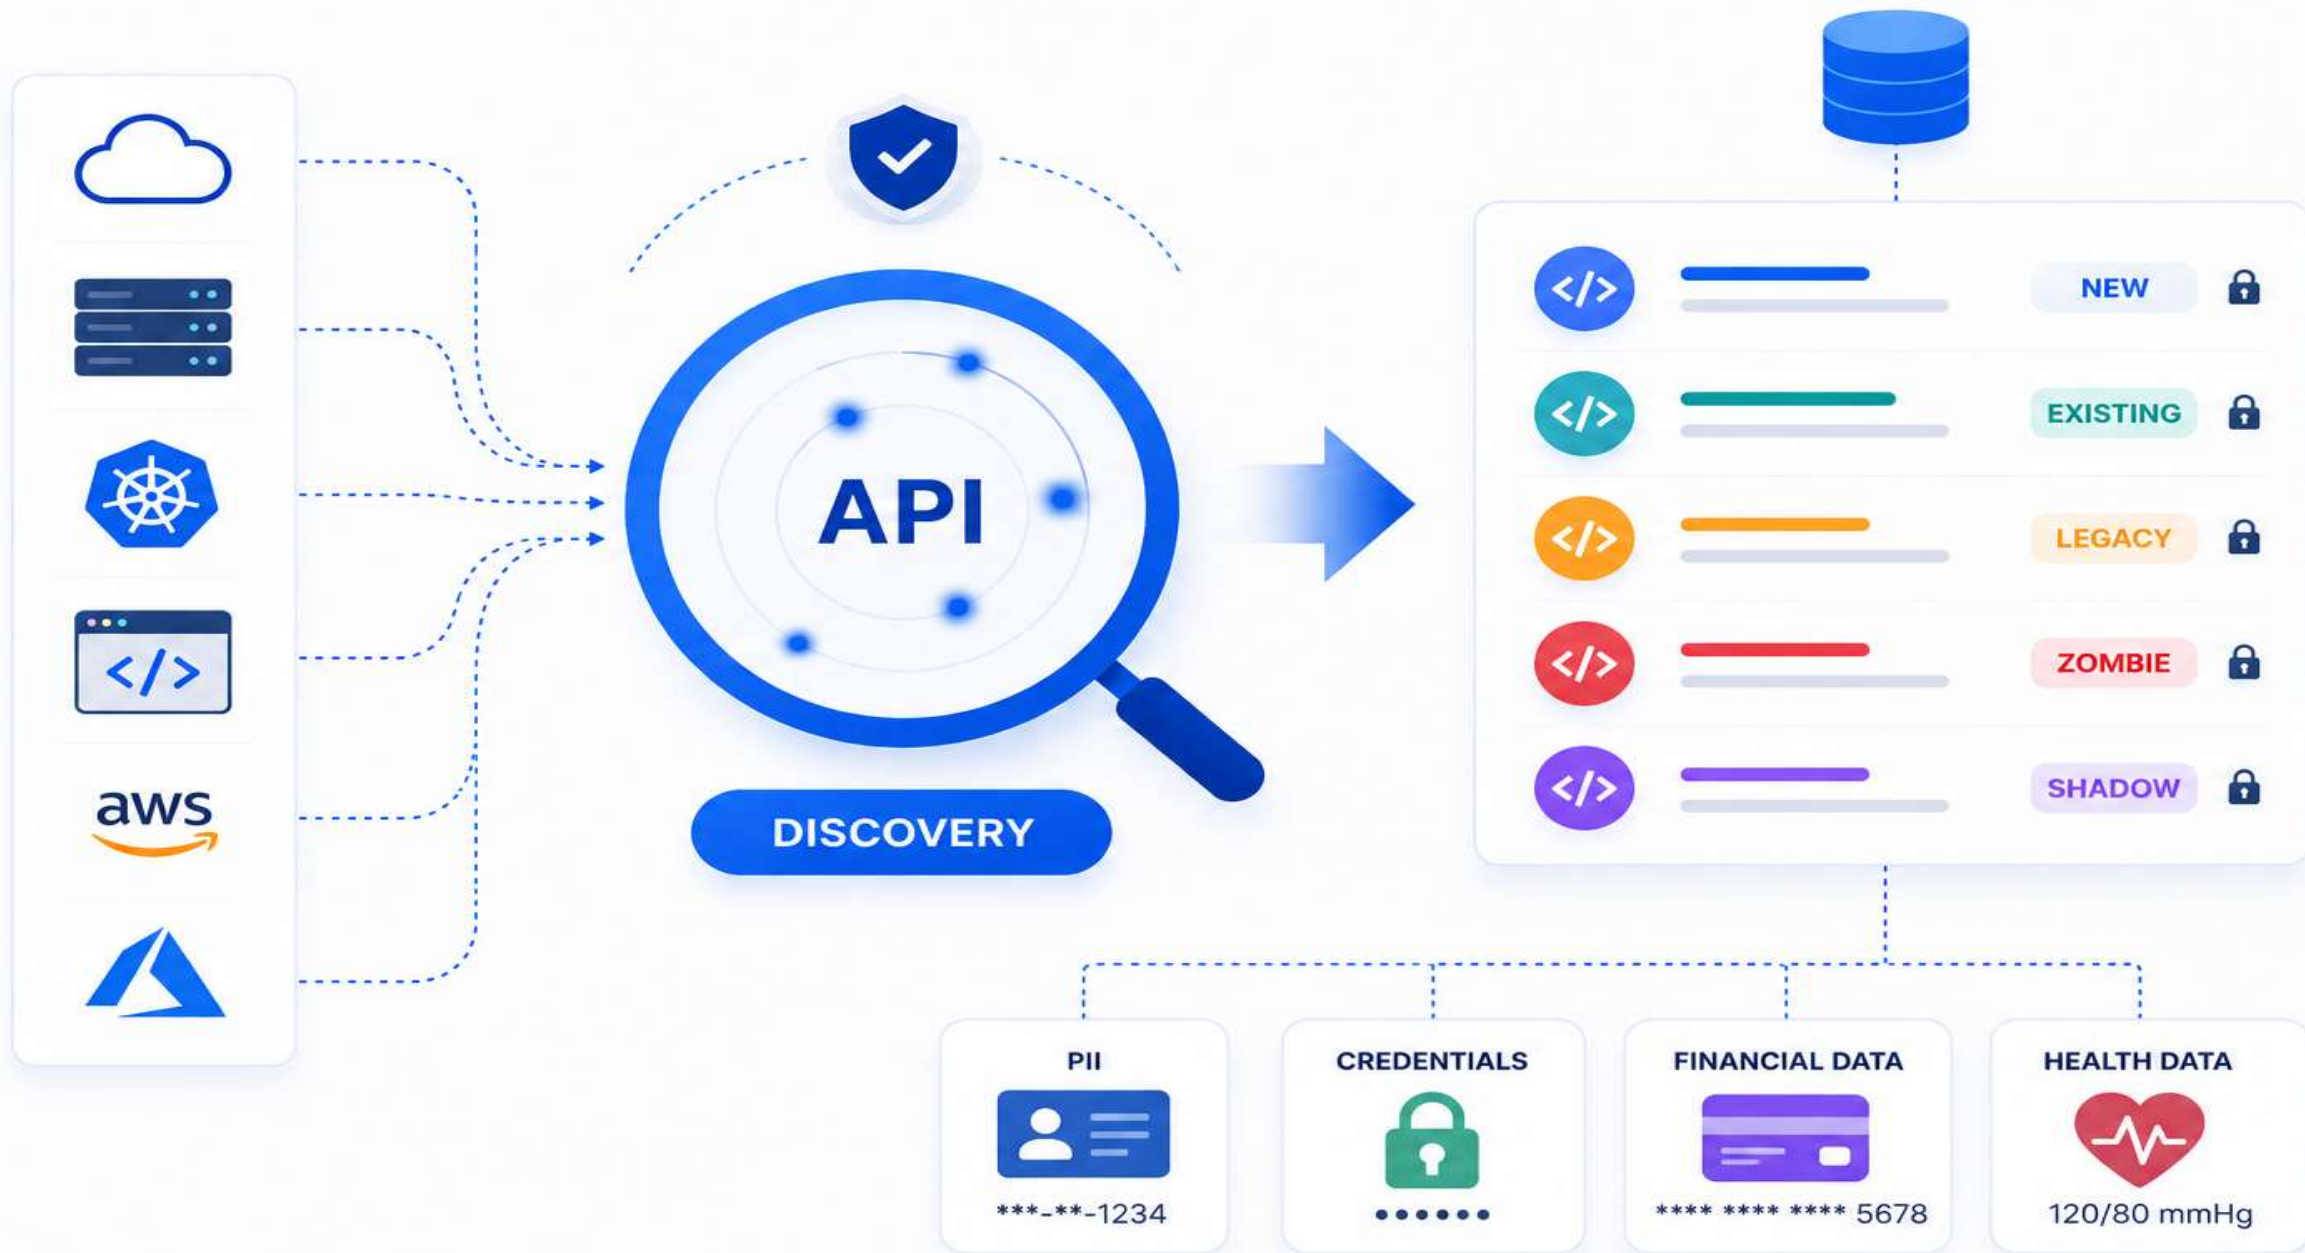 </>
aws
API
DISCOVERY
</> NEW
</> EXISTING
</> LEGACY
</> ZOMBIE
</> SHADOW
PII
***-**-1234
CREDENTIALS
••••••
FINANCIAL DATA
**** **** **** 5678
HEALTH DATA
120/80 mmHg